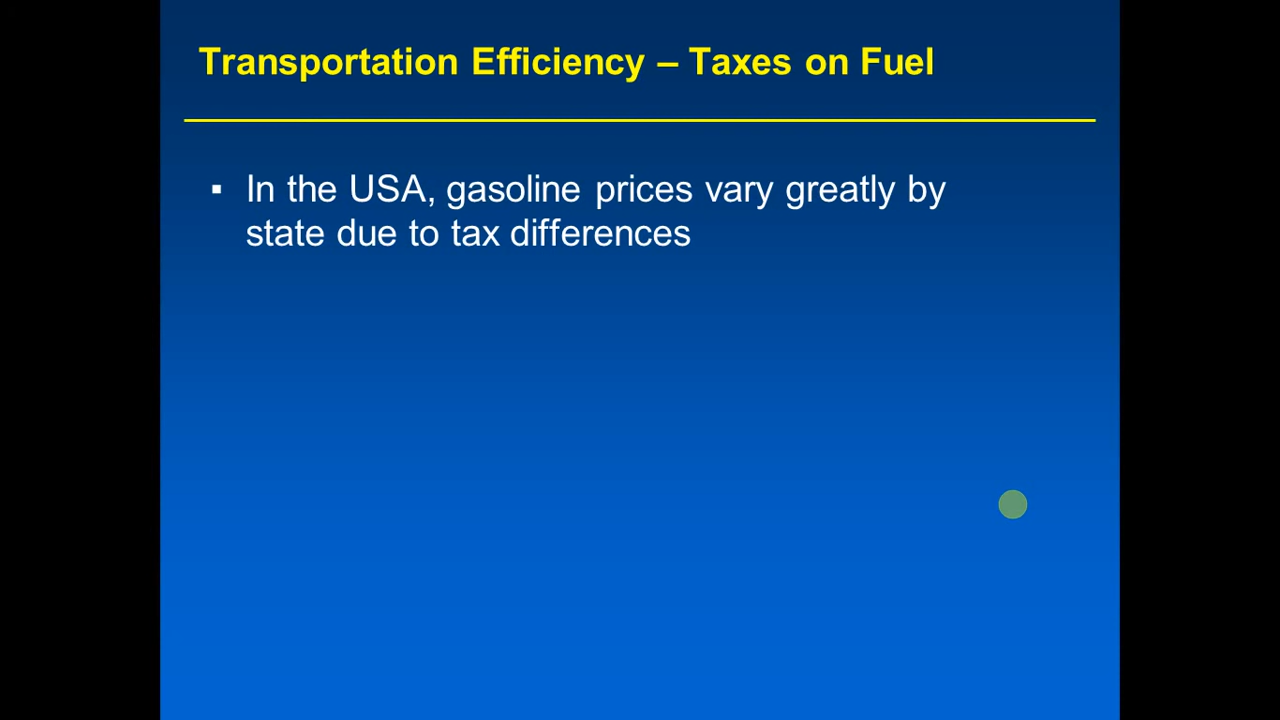 Transportation Efficiency – Taxes on Fuel
▪ In the USA, gasoline prices vary greatly by
state due to tax differences